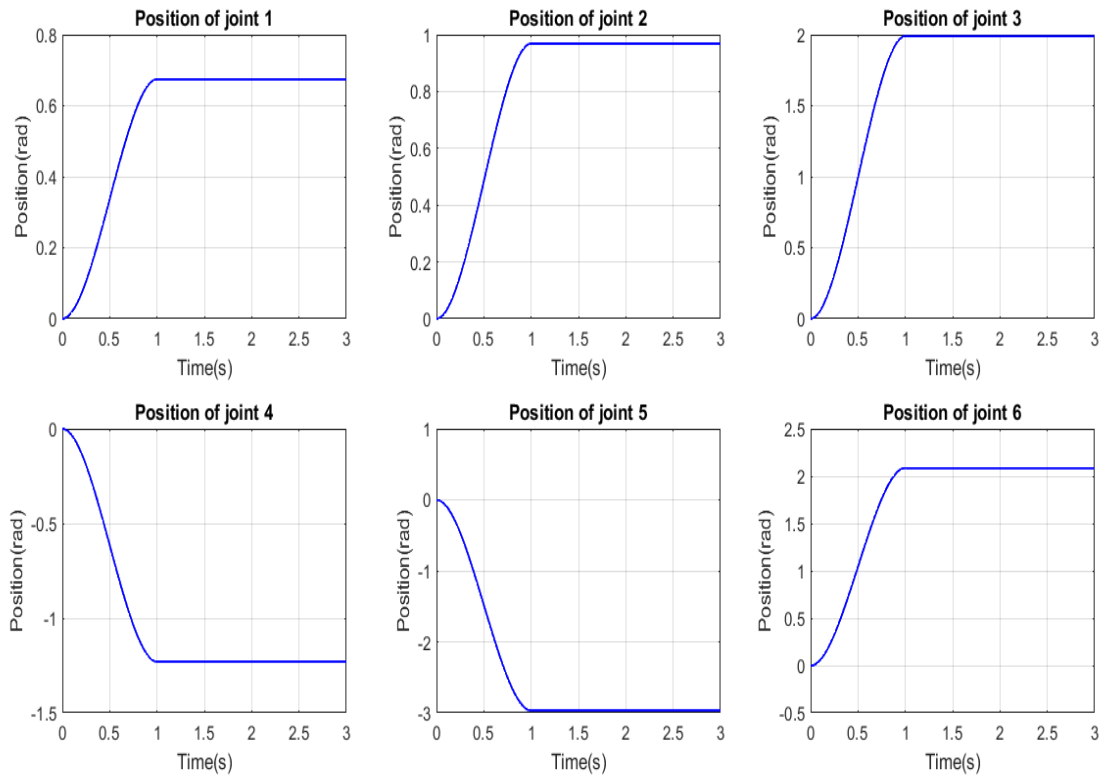 Position of joint 1
Position of joint 2
Position of joint 3
0.8
0.6
0.4
0.2
0
Position(rad)
0 0.5 1 1.5 2 2.5 3
Time(s)
1
0.8
0.6
0.4
0.2
0
Position(rad)
0 0.5 1 1.5 2 2.5 3
Time(s)
2
1.5
1
0.5
0
Position(rad)
0 0.5 1 1.5 2 2.5 3
Time(s)
Position of joint 4
Position of joint 5
Position of joint 6
0
-0.5
-1
-1.5
Position(rad)
0 0.5 1 1.5 2 2.5 3
Time(s)
1
0
-1
-2
-3
Position(rad)
0 0.5 1 1.5 2 2.5 3
Time(s)
2.5
2
1.5
1
0.5
0
-0.5
Position(rad)
0 0.5 1 1.5 2 2.5 3
Time(s)